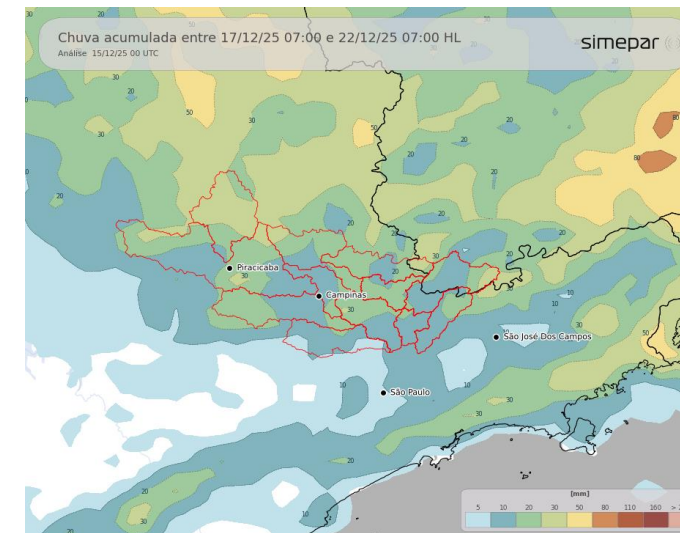 Chuva acumulada entre 17/12/25 07:00 e 22/12/25 07:00 HL
Análise 15/12/25 00 UTC
simepar
Piracicaba
Campinas
São José Dos Campos
São Paulo
[mm]
5 10 20 30 50 80 110 160 >